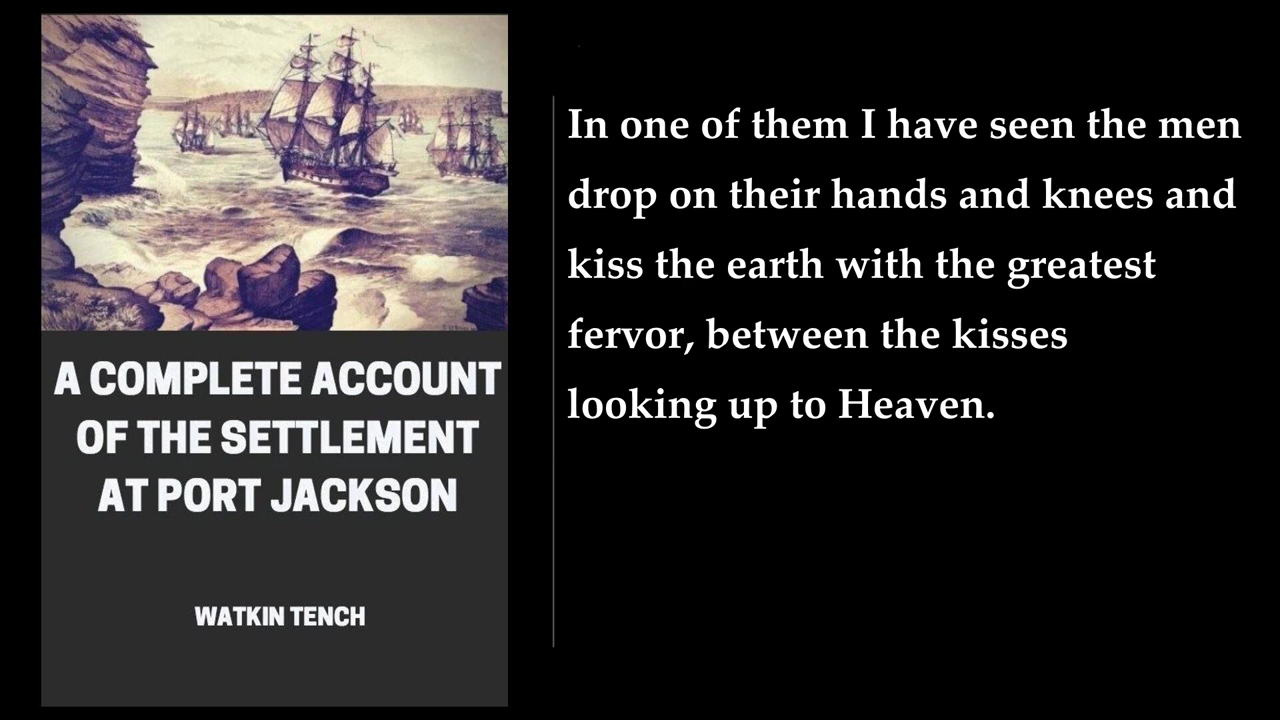 A COMPLETE ACCOUNT
OF THE SETTLEMENT
AT PORT JACKSON
WATKIN TENCH
In one of them I have seen the men
drop on their hands and knees and
kiss the earth with the greatest
fervor, between the kisses
looking up to Heaven.